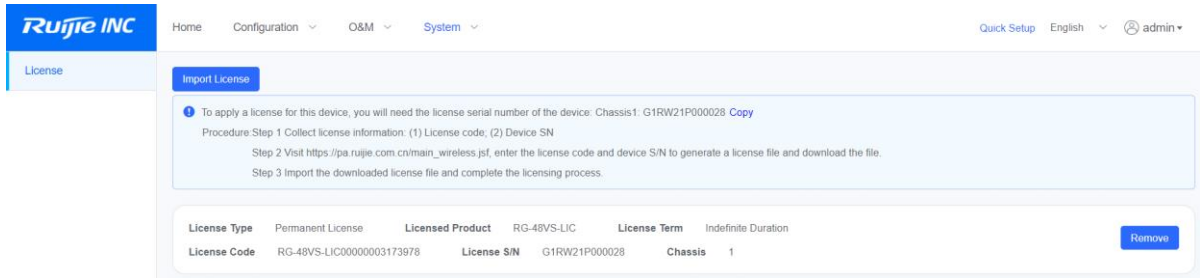 Ruijie INC Home Configuration O&M System Quick Setup English admin
License
Import License
To apply a license for this device, you will need the license serial number of the device: Chassis1: G1RW21P000028 Copy
Procedure:Step 1 Collect license information: (1) License code; (2) Device SN
Step 2 Visit https://pa.ruijie.com.cn/main_wireless.jsf, enter the license code and device S/N to generate a license file and download the file.
Step 3 Import the downloaded license file and complete the licensing process.
License Type Permanent License Licensed Product RG-48VS-LIC License Term Indefinite Duration
Remove
License Code RG-48VS-LIC00000003173978 License S/N G1RW21P000028 Chassis 1